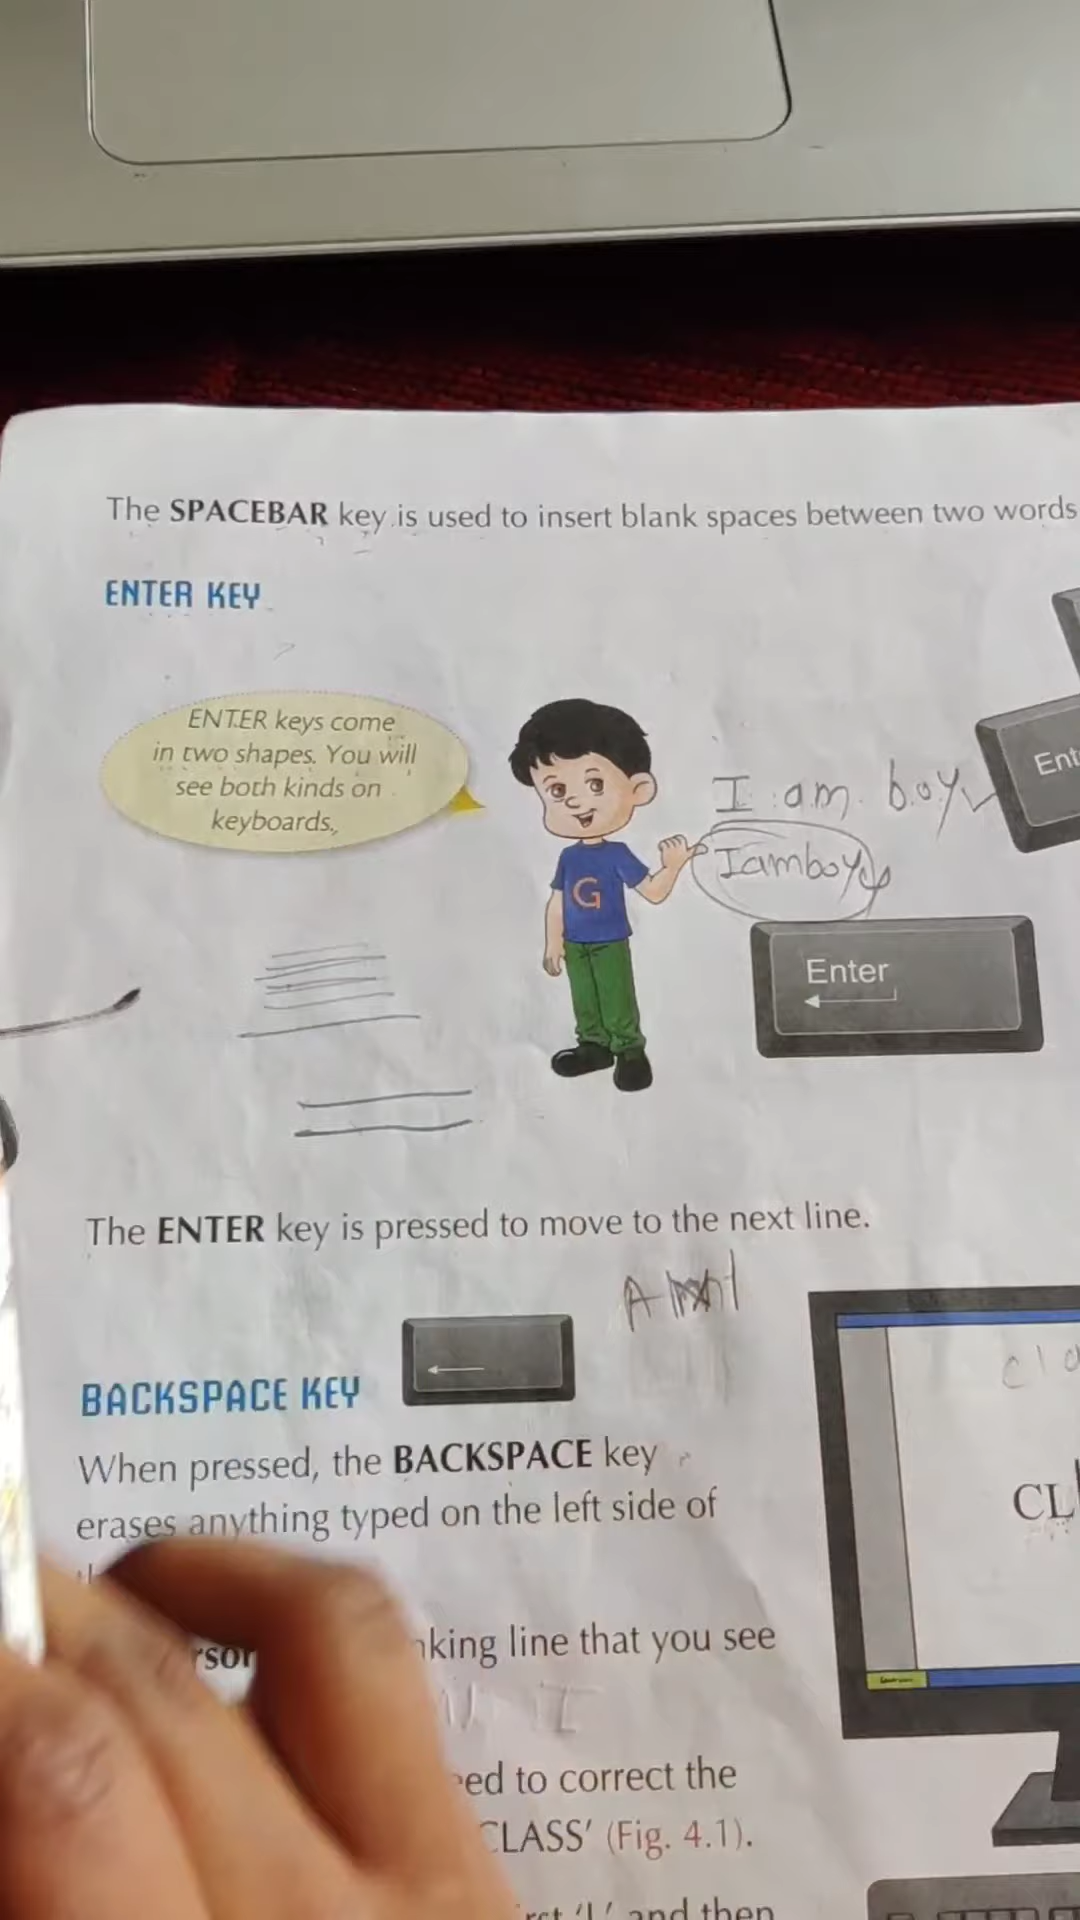 The SPACEBAR key is used to insert blank spaces between two words
ENTER KEY
ENTER keys come
in two shapes. You will
see both kinds on
keyboards.
G
I am boy
Iamboy
Enter
The ENTER key is pressed to move to the next line.
BACKSPACE KEY
When pressed, the BACKSPACE key
erases anything typed on the left side of
line that you see
to correct the
CLASS' (Fig. 4.1).
'L' and then
CL